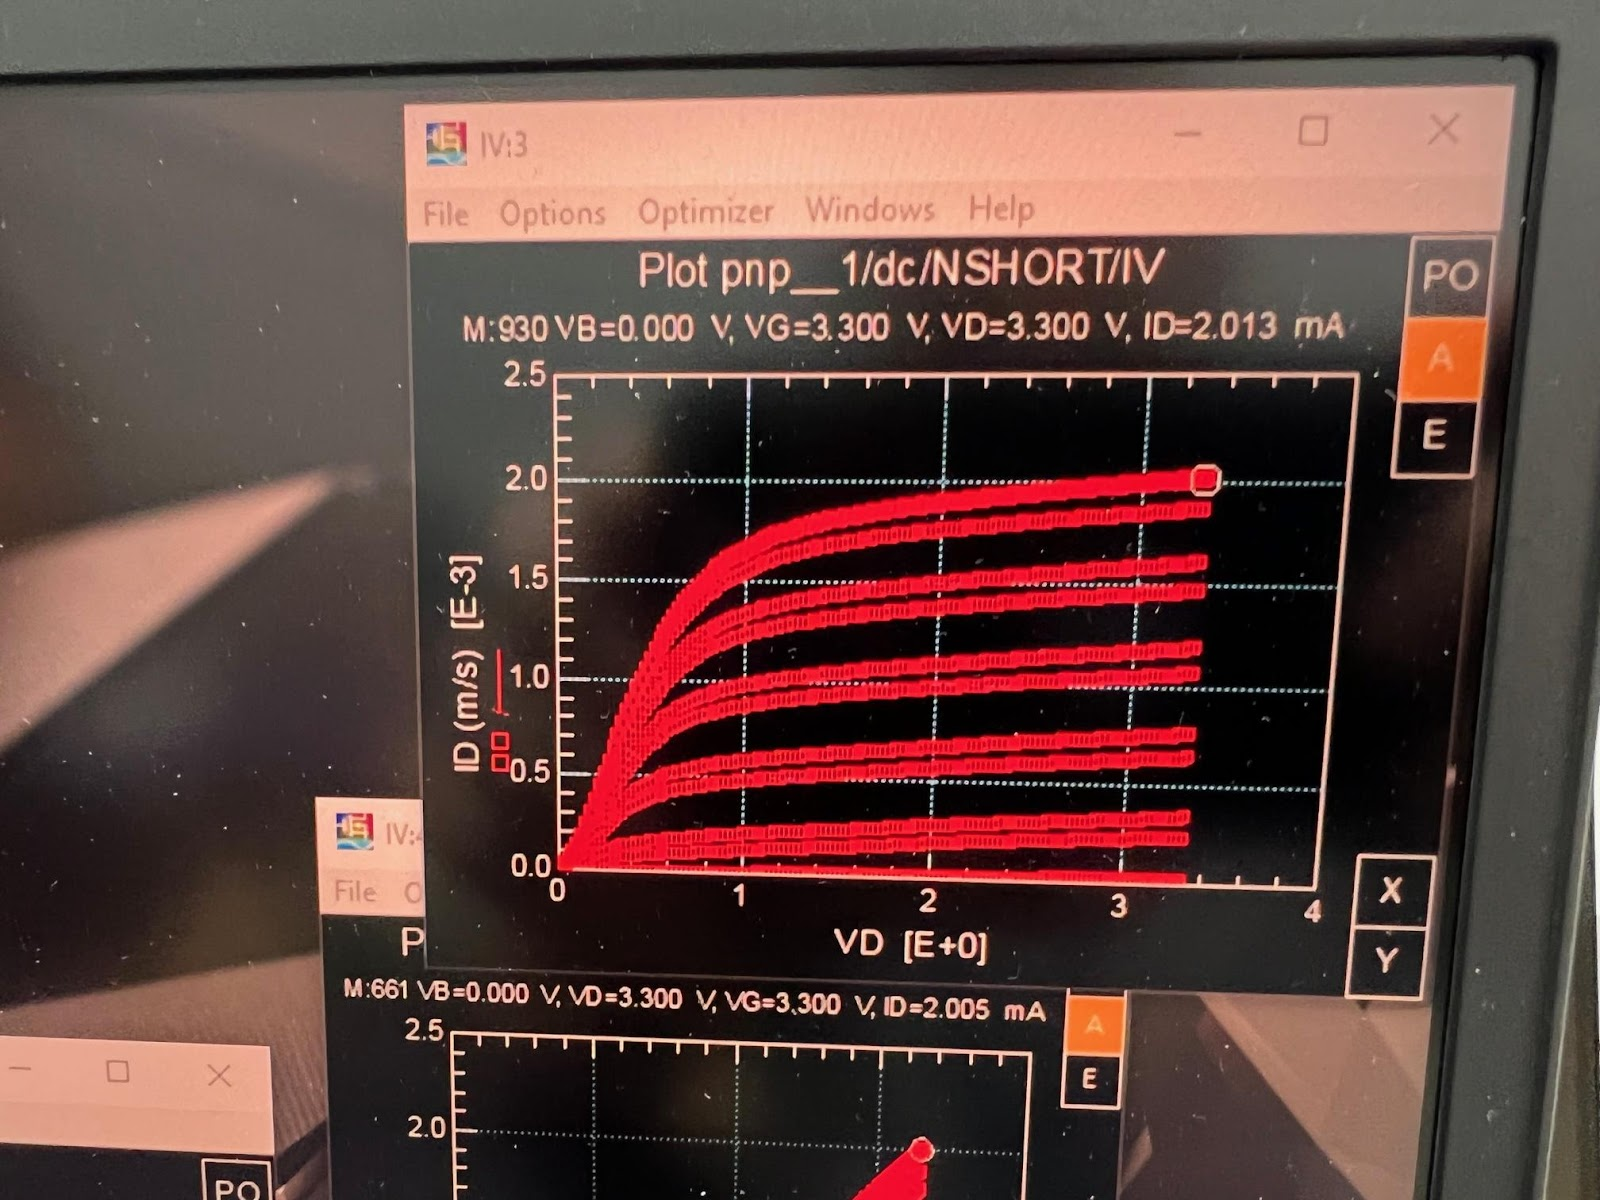 IV:3
File Options Optimizer Windows Help
Plot pnp__1/dc/NSHORT/IV
M:930 VB=0.000 V, VG=3.300 V, VD=3.300 V, ID=2.013 mA
PO
A
E
2.5
2.0
1.5
1.0
0.5
0.0
ID (m/s) [E-3]
0 1 2 3 4
VD [E+0]
X
Y
IV:
File O
P
M:661 VB=0.000 V, VD=3.300 V, VG=3.300 V, ID=2.005 mA
A
E
2.5
2.0
PO